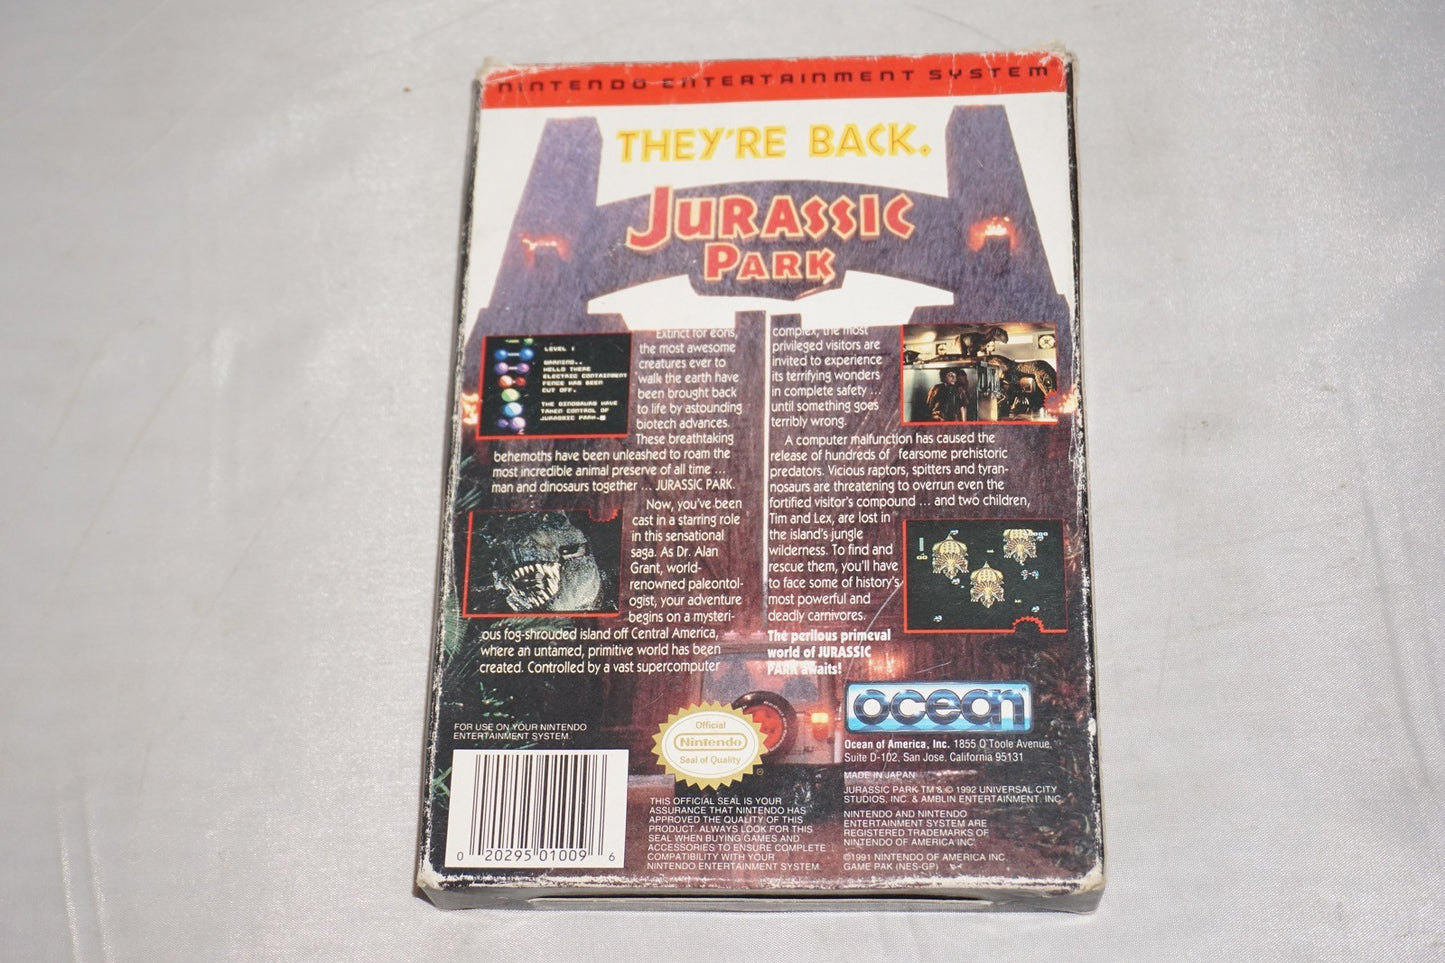 NINTENDO ENTERTAINMENT SYSTEM
THEY'RE BACK.
JURASSIC
PARK
LEVEL 1
WARNING..
HELLO THERE
ELECTRIC CONTAINMENT
FENCE HAS BEEN
CUT OFF.
THE DINOSAURS HAVE
TAKEN CONTROL OF
JURASSIC PARK.
Extinct for eons,
the most awesome
creatures ever to
walk the earth have
been brought back
to life by astounding
biotech advances.
These breathtaking
behemoths have been unleashed to roam the
most incredible animal preserve of all time ...
man and dinosaurs together ... JURASSIC PARK.
Now, you've been
cast in a starring role
in this sensational
saga. As Dr. Alan
Grant, world-
renowned paleontol-
ogist, your adventure
begins on a mysteri-
ous fog-shrouded island off Central America,
where an untamed, primitive world has been
created. Controlled by a vast supercomputer
complex, the most
privileged visitors are
invited to experience
its terrifying wonders
in complete safety ...
until something goes
terribly wrong.
A computer malfunction has caused the
release of hundreds of fearsome prehistoric
predators. Vicious raptors, spitters and tyran-
nosaurs are threatening to overrun even the
fortified visitor's compound ... and two children,
Tim and Lex, are lost in
the island's jungle
wilderness. To find and
rescue them, you'll have
to face some of history's
most powerful and
deadly carnivores.
The perilous primeval
world of JURASSIC
PARK awaits!
FOR USE ON YOUR NINTENDO
ENTERTAINMENT SYSTEM.
0 20295 01009 6
Official
Nintendo
Seal of Quality
®
THIS OFFICIAL SEAL IS YOUR
ASSURANCE THAT NINTENDO HAS
APPROVED THE QUALITY OF THIS
PRODUCT. ALWAYS LOOK FOR THIS
SEAL WHEN BUYING GAMES AND
ACCESSORIES TO ENSURE COMPLETE
COMPATIBILITY WITH YOUR
NINTENDO ENTERTAINMENT SYSTEM.
ocean
Ocean of America, Inc. 1855 O'Toole Avenue,
Suite D-102, San Jose, California 95131
MADE IN JAPAN
JURASSIC PARK TM & © 1992 UNIVERSAL CITY
STUDIOS, INC. & AMBLIN ENTERTAINMENT, INC.
NINTENDO AND NINTENDO
ENTERTAINMENT SYSTEM ARE
REGISTERED TRADEMARKS OF
NINTENDO OF AMERICA INC.
©1991 NINTENDO OF AMERICA INC.
GAME PAK (NES-GP)